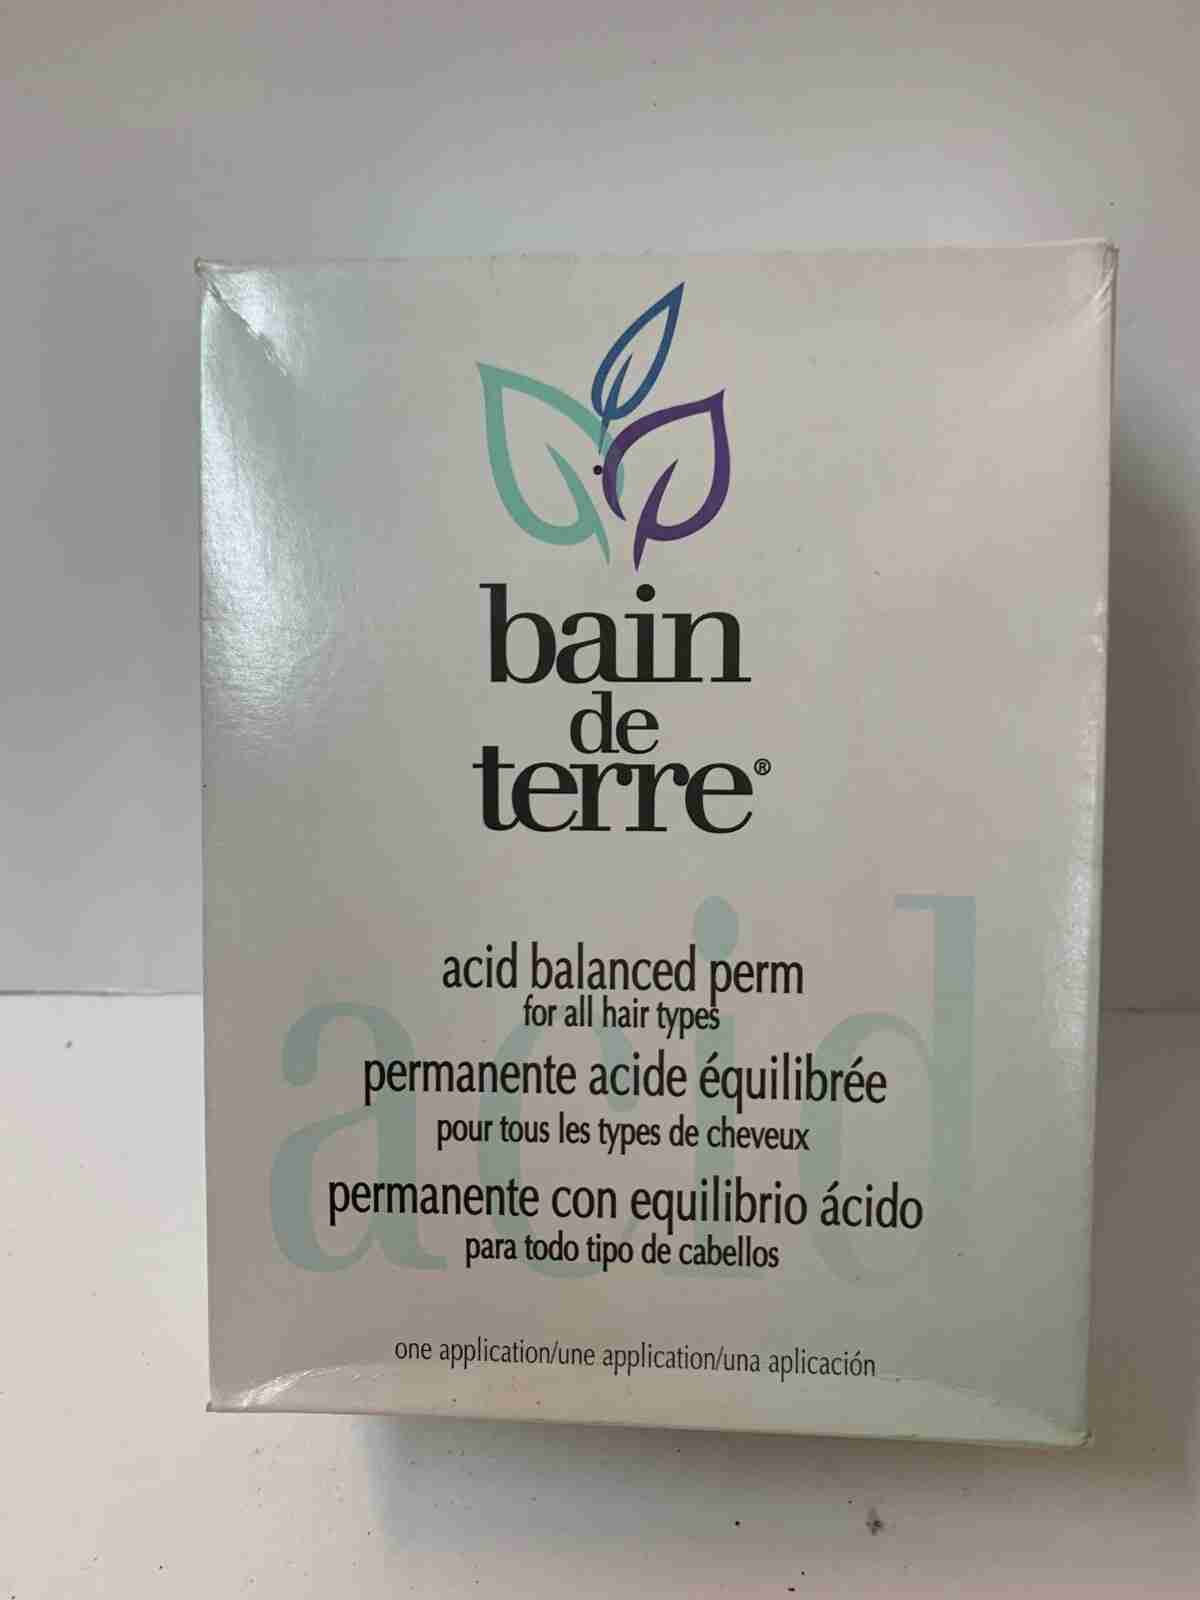 bain
de
terre®
acid
acid balanced perm
for all hair types
permanente acide équilibrée
pour tous les types de cheveux
permanente con equilibrio ácido
para todo tipo de cabellos
one application/une application/una aplicación